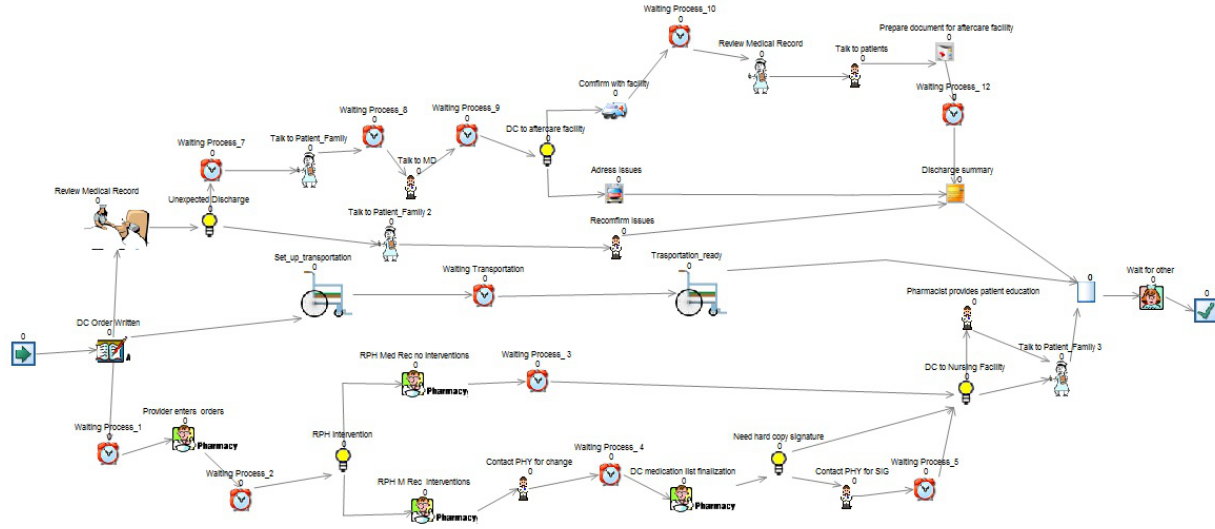 Waiting Process_10
0
Review Medical Record
0
Talk to patients
0
Prepare document for aftercare facility
0
Comfirm with facility
0
Waiting Process_ 12
0
Waiting Process_8
0
Waiting Process_9
0
DC to aftercare facility
0
Waiting Process_7
0
Talk to Patient_Family
0
Talk to MD
0
Adress Issues
0
Discharge summary
0
Review Medical Record
0
Unexpected Discharge
0
Talk to Patient_Family 2
0
Recomfirm Issues
0
Set_up_transportation
0
Waiting Transportation
0
Trasportation_ready
0
0
Wait for other
0
0
Pharmacist provides patient education
0
0
DC Order Written
0
A
RPH Med Rec no Interventions
0
Pharmacy
Waiting Process_ 3
0
DC to Nursing Facility
0
Talk to Patient_Family 3
0
Waiting Process_1
0
Provider enters orders
0
Pharmacy
Waiting Process_2
0
RPH Intervention
0
RPH M Rec Interventions
0
Pharmacy
Contact PHY for change
0
Waiting Process_ 4
0
DC medication list finalization
0
Pharmacy
Need hard copy signature
0
Contact PHY for SIG
0
Waiting Process_5
0